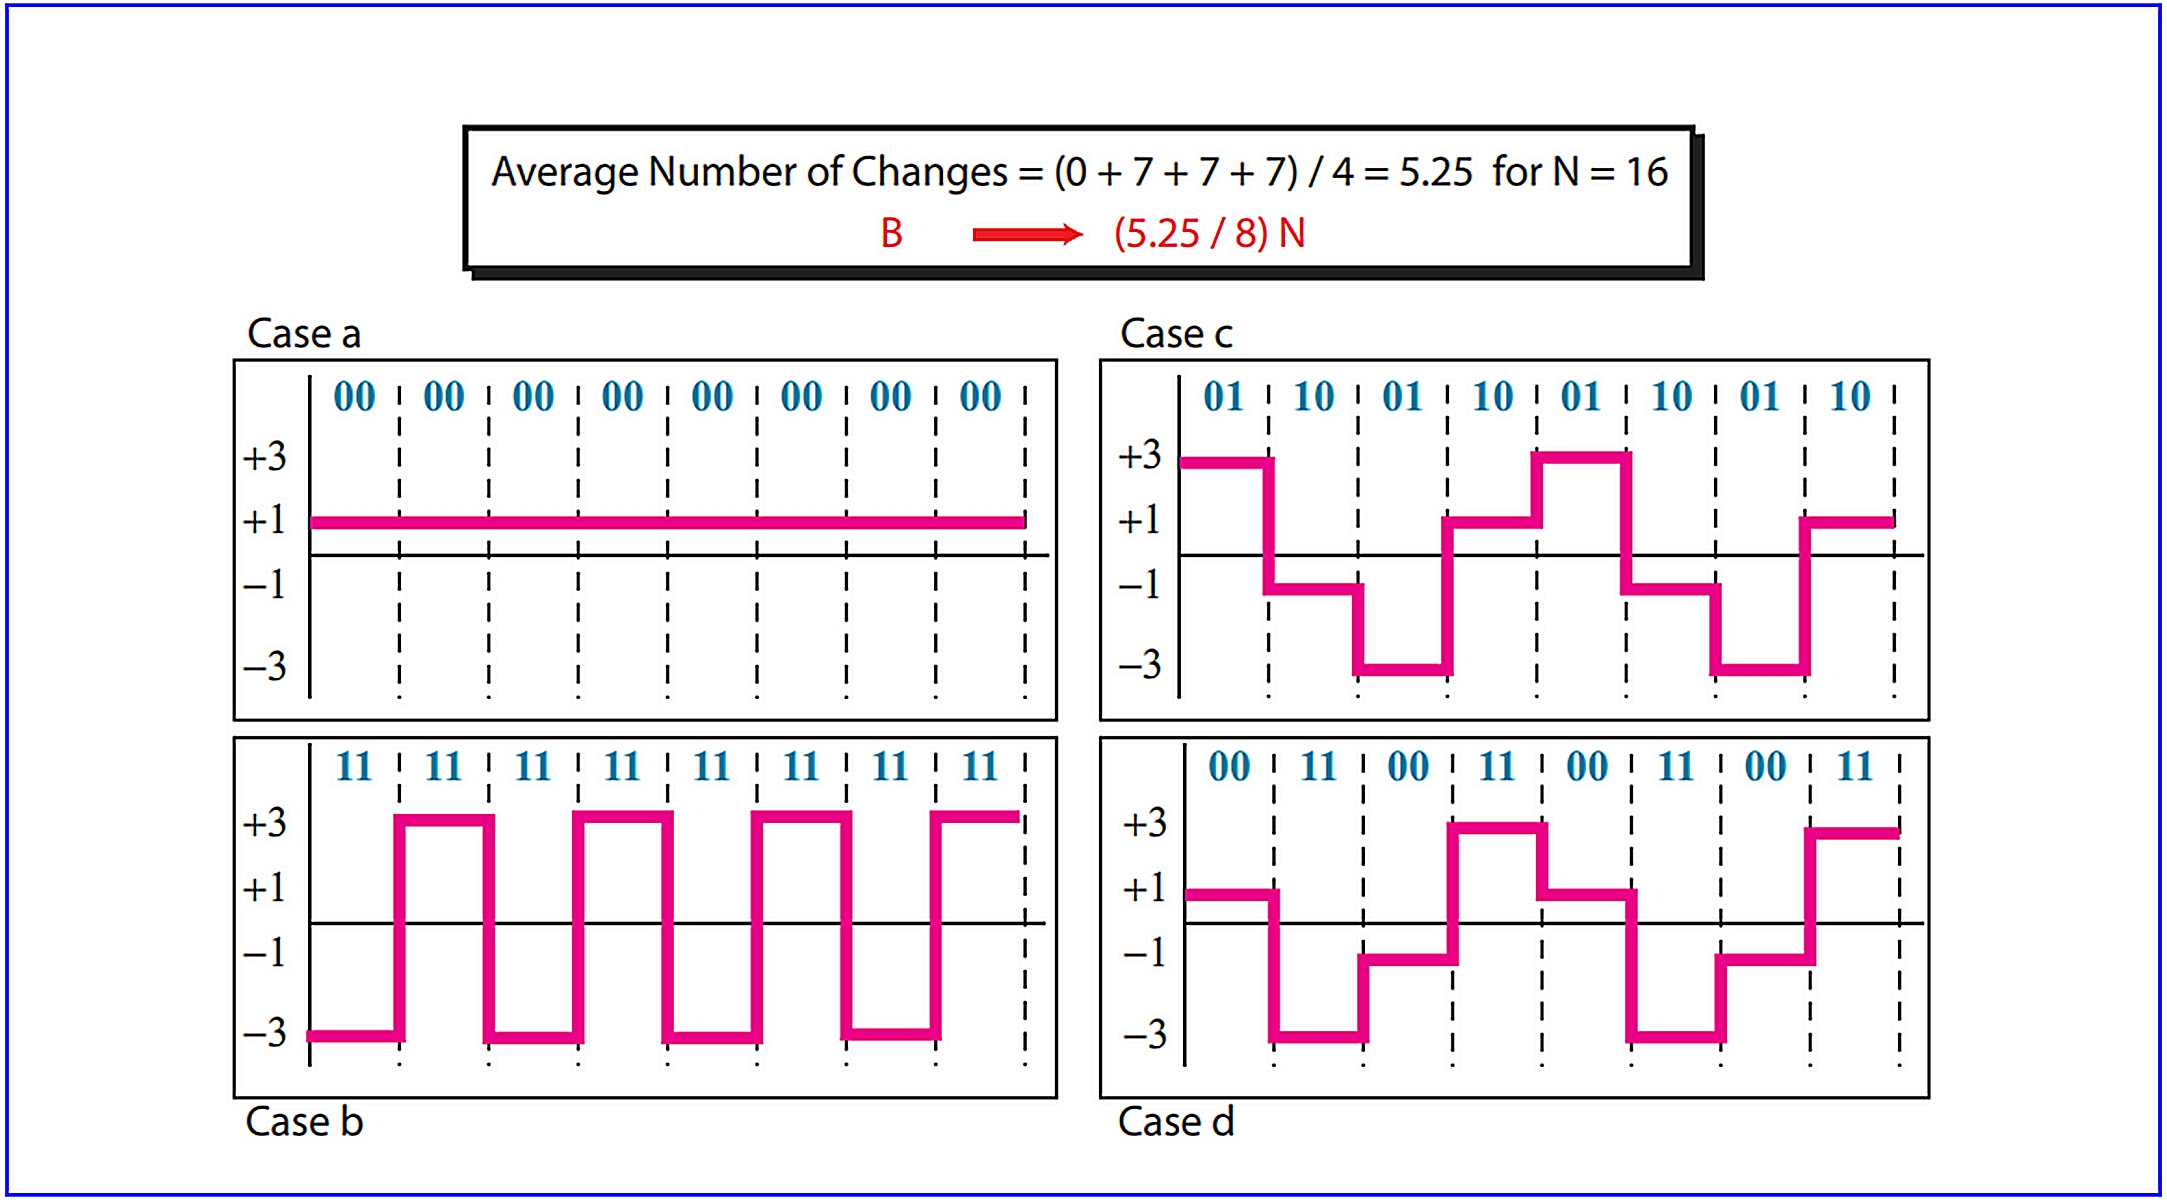 Average Number of Changes = (0 + 7 + 7 + 7) / 4 = 5.25 for N = 16
B (5.25 / 8) N
Case a
00 00 00 00 00 00 00 00
+3
+1
−1
−3
Case c
01 10 01 10 01 10 01 10
+3
+1
−1
−3
11 11 11 11 11 11 11 11
+3
+1
−1
−3
Case b
00 11 00 11 00 11 00 11
+3
+1
−1
−3
Case d